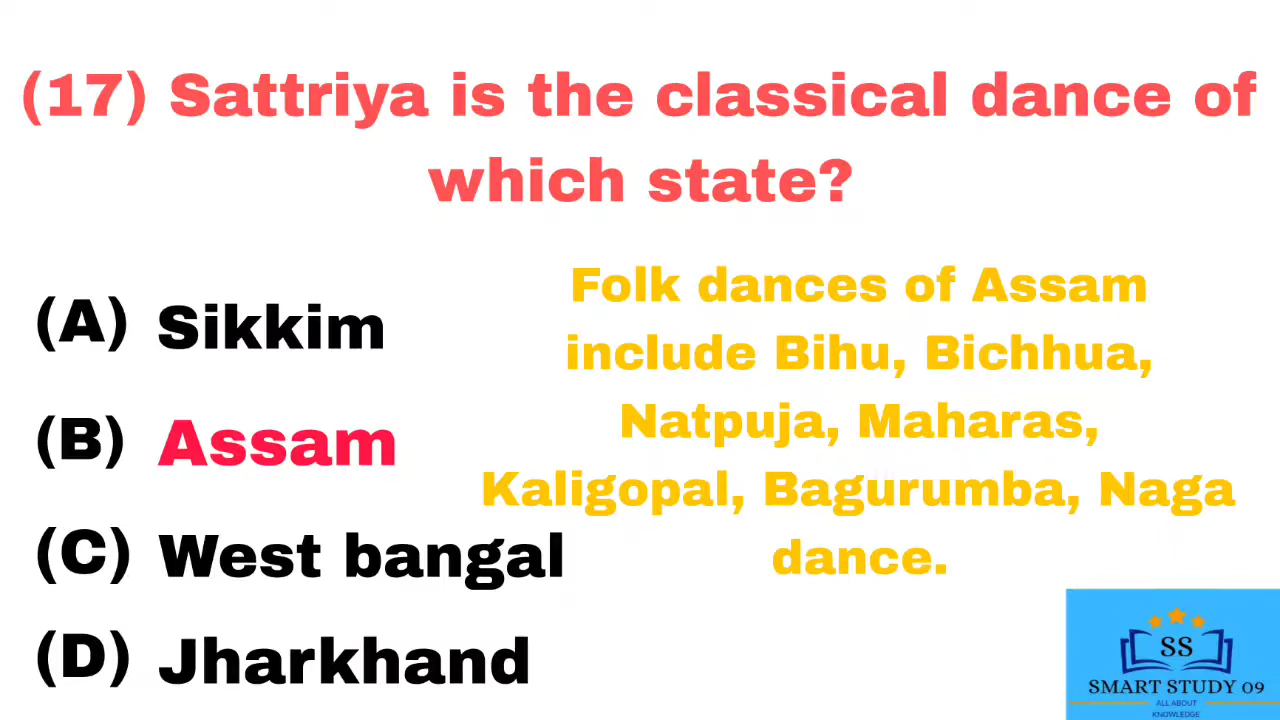 (17) Sattriya is the classical dance of
which state?
(A) Sikkim
(B) Assam
(C) West bangal
(D) Jharkhand
Folk dances of Assam
include Bihu, Bichhua,
Natpuja, Maharas,
Kaligopal, Bagurumba, Naga
dance.
SS
SMART STUDY 09
ALL ABOUT
KNOWLEDGE